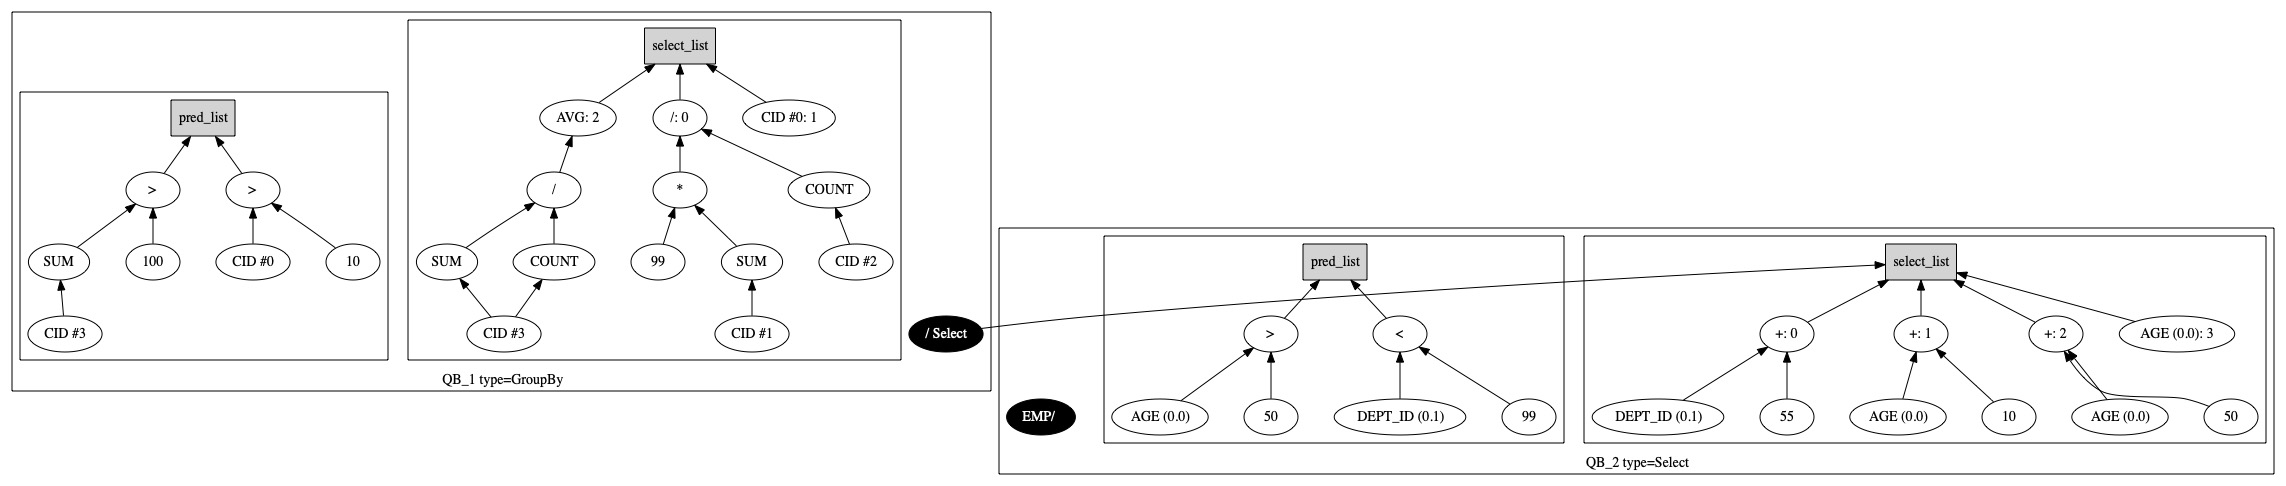 select_list
pred_list
AVG: 2
/: 0
CID #0: 1
>
>
/
*
COUNT
SUM
100
CID #0
10
SUM
COUNT
99
SUM
CID #2
CID #3
CID #3
CID #1
/ Select
QB_1 type=GroupBy
pred_list
select_list
>
<
+: 0
+: 1
+: 2
AGE (0.0): 3
EMP/
AGE (0.0)
50
DEPT_ID (0.1)
99
DEPT_ID (0.1)
55
AGE (0.0)
10
AGE (0.0)
50
QB_2 type=Select